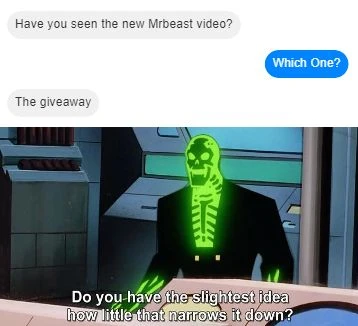 Have you seen the new Mrbeast video?
Which One?
The giveaway
Do you have the slightest idea
how little that narrows it down?